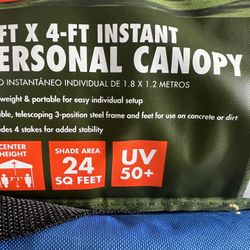 FT X 4-FT INSTANT
ERSONAL CANOPY
O INSTANTÁNEO INDIVIDUAL DE 1.8 X 1.2 METROS
weight & portable for easy individual setup
ble, telescoping 3-position steel frame and feet for use on concrete or dirt
des 4 stakes for added stability
CENTER
HEIGHT
SHADE AREA
24
SQ FEET
UV
50+